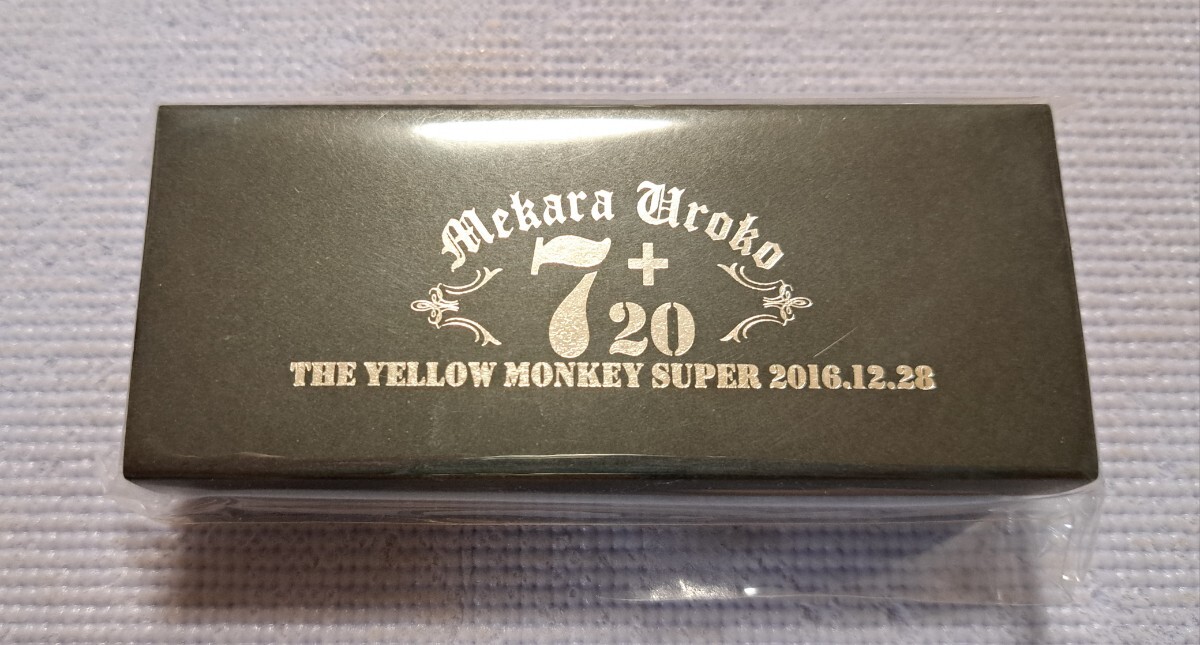 Mekara Uroko
7+
20
THE YELLOW MONKEY SUPER 2016.12.28